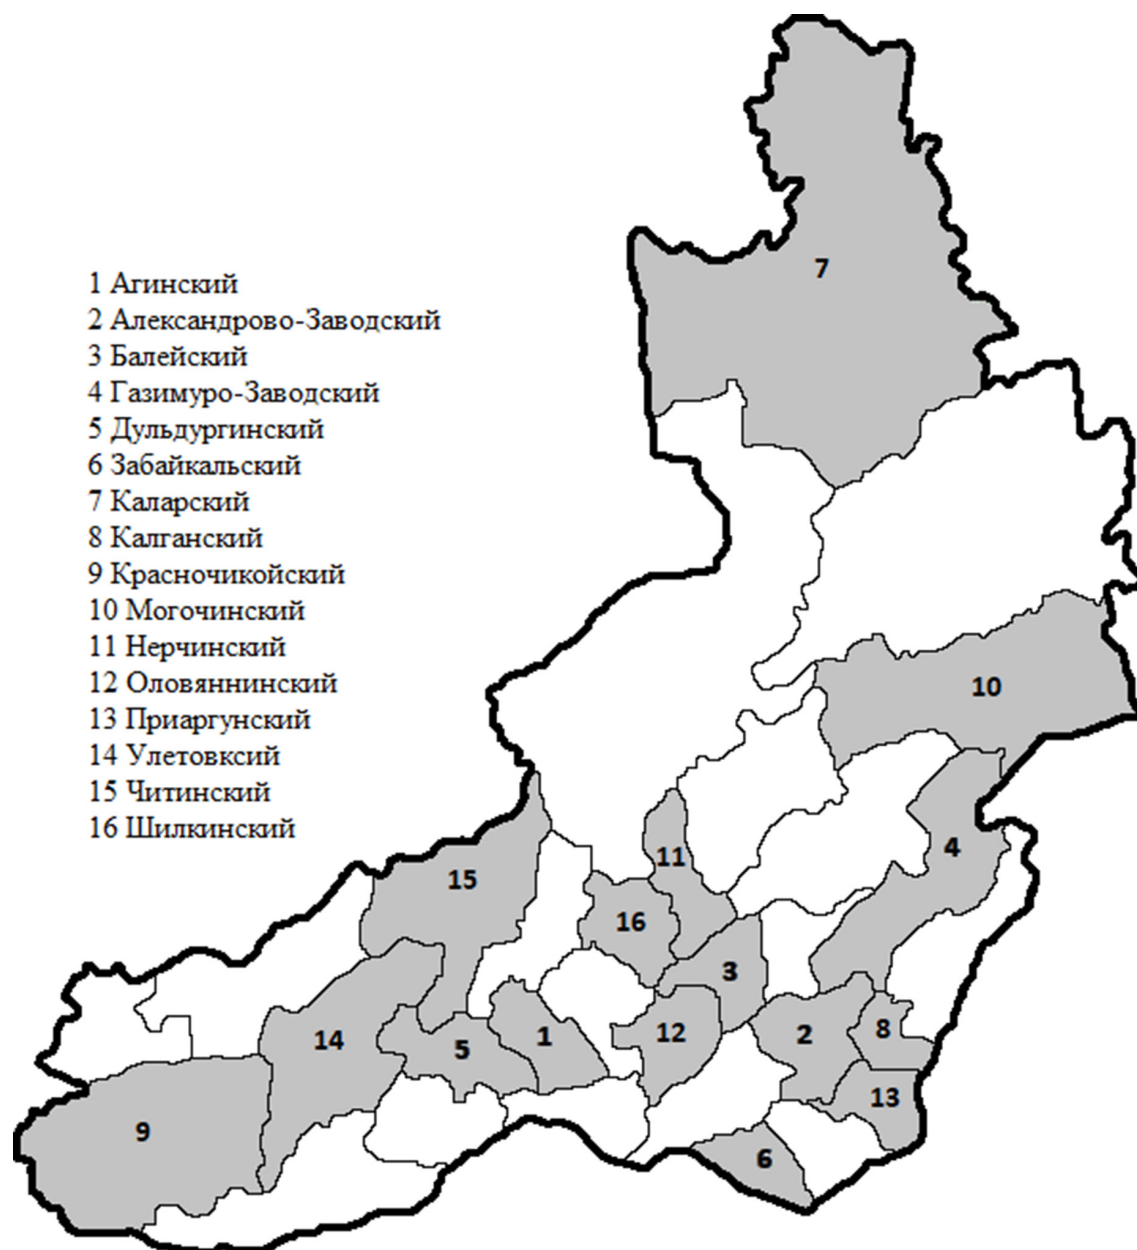 1 Агинский
2 Александрово-Заводский
3 Балейский
4 Газимуро-Заводский
5 Дульдургинский
6 Забайкальский
7 Каларский
8 Калганский
9 Красночикойский
10 Могочинский
11 Нерчинский
12 Оловяннинский
13 Приаргунский
14 Улетовксий
15 Читинский
16 Шилкинский
7
10
4
11
15
16
3
12
2
8
1
5
14
13
9
6